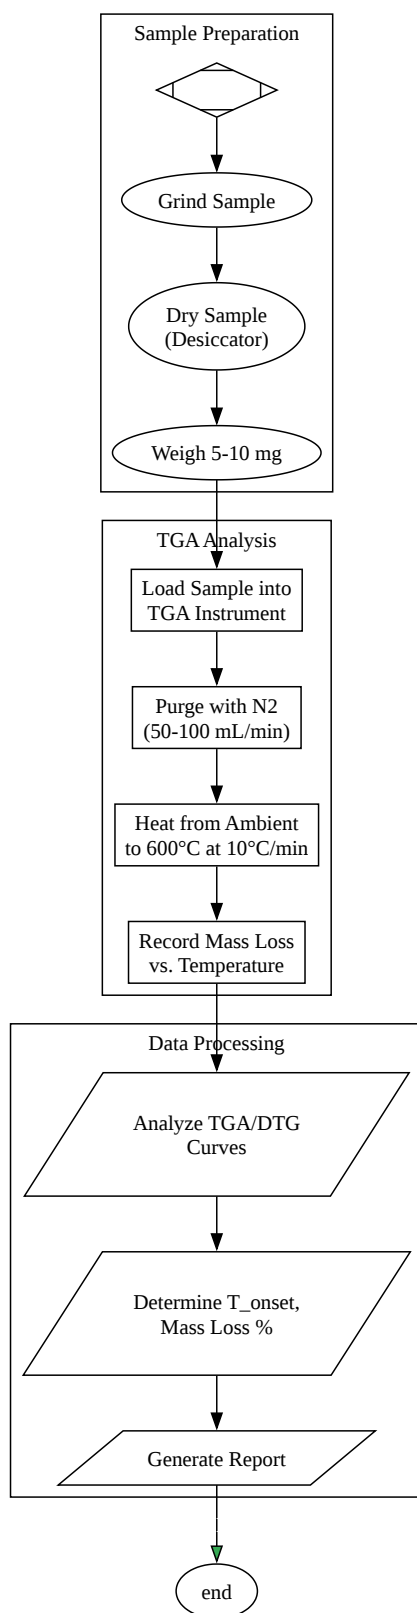 Sample Preparation
Grind Sample
Dry Sample
(Desiccator)
Weigh 5-10 mg
TGA Analysis
Load Sample into
TGA Instrument
Purge with N2
(50-100 mL/min)
Heat from Ambient
to 600°C at 10°C/min
Record Mass Loss
vs. Temperature
Data Processing
Analyze TGA/DTG
Curves
Determine T_onset,
Mass Loss %
Generate Report
end